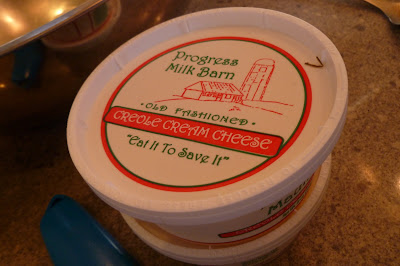 Progress
Milk Barn
• OLD FASHIONED •
CREOLE CREAM CHEESE
"Eat It To Save It"